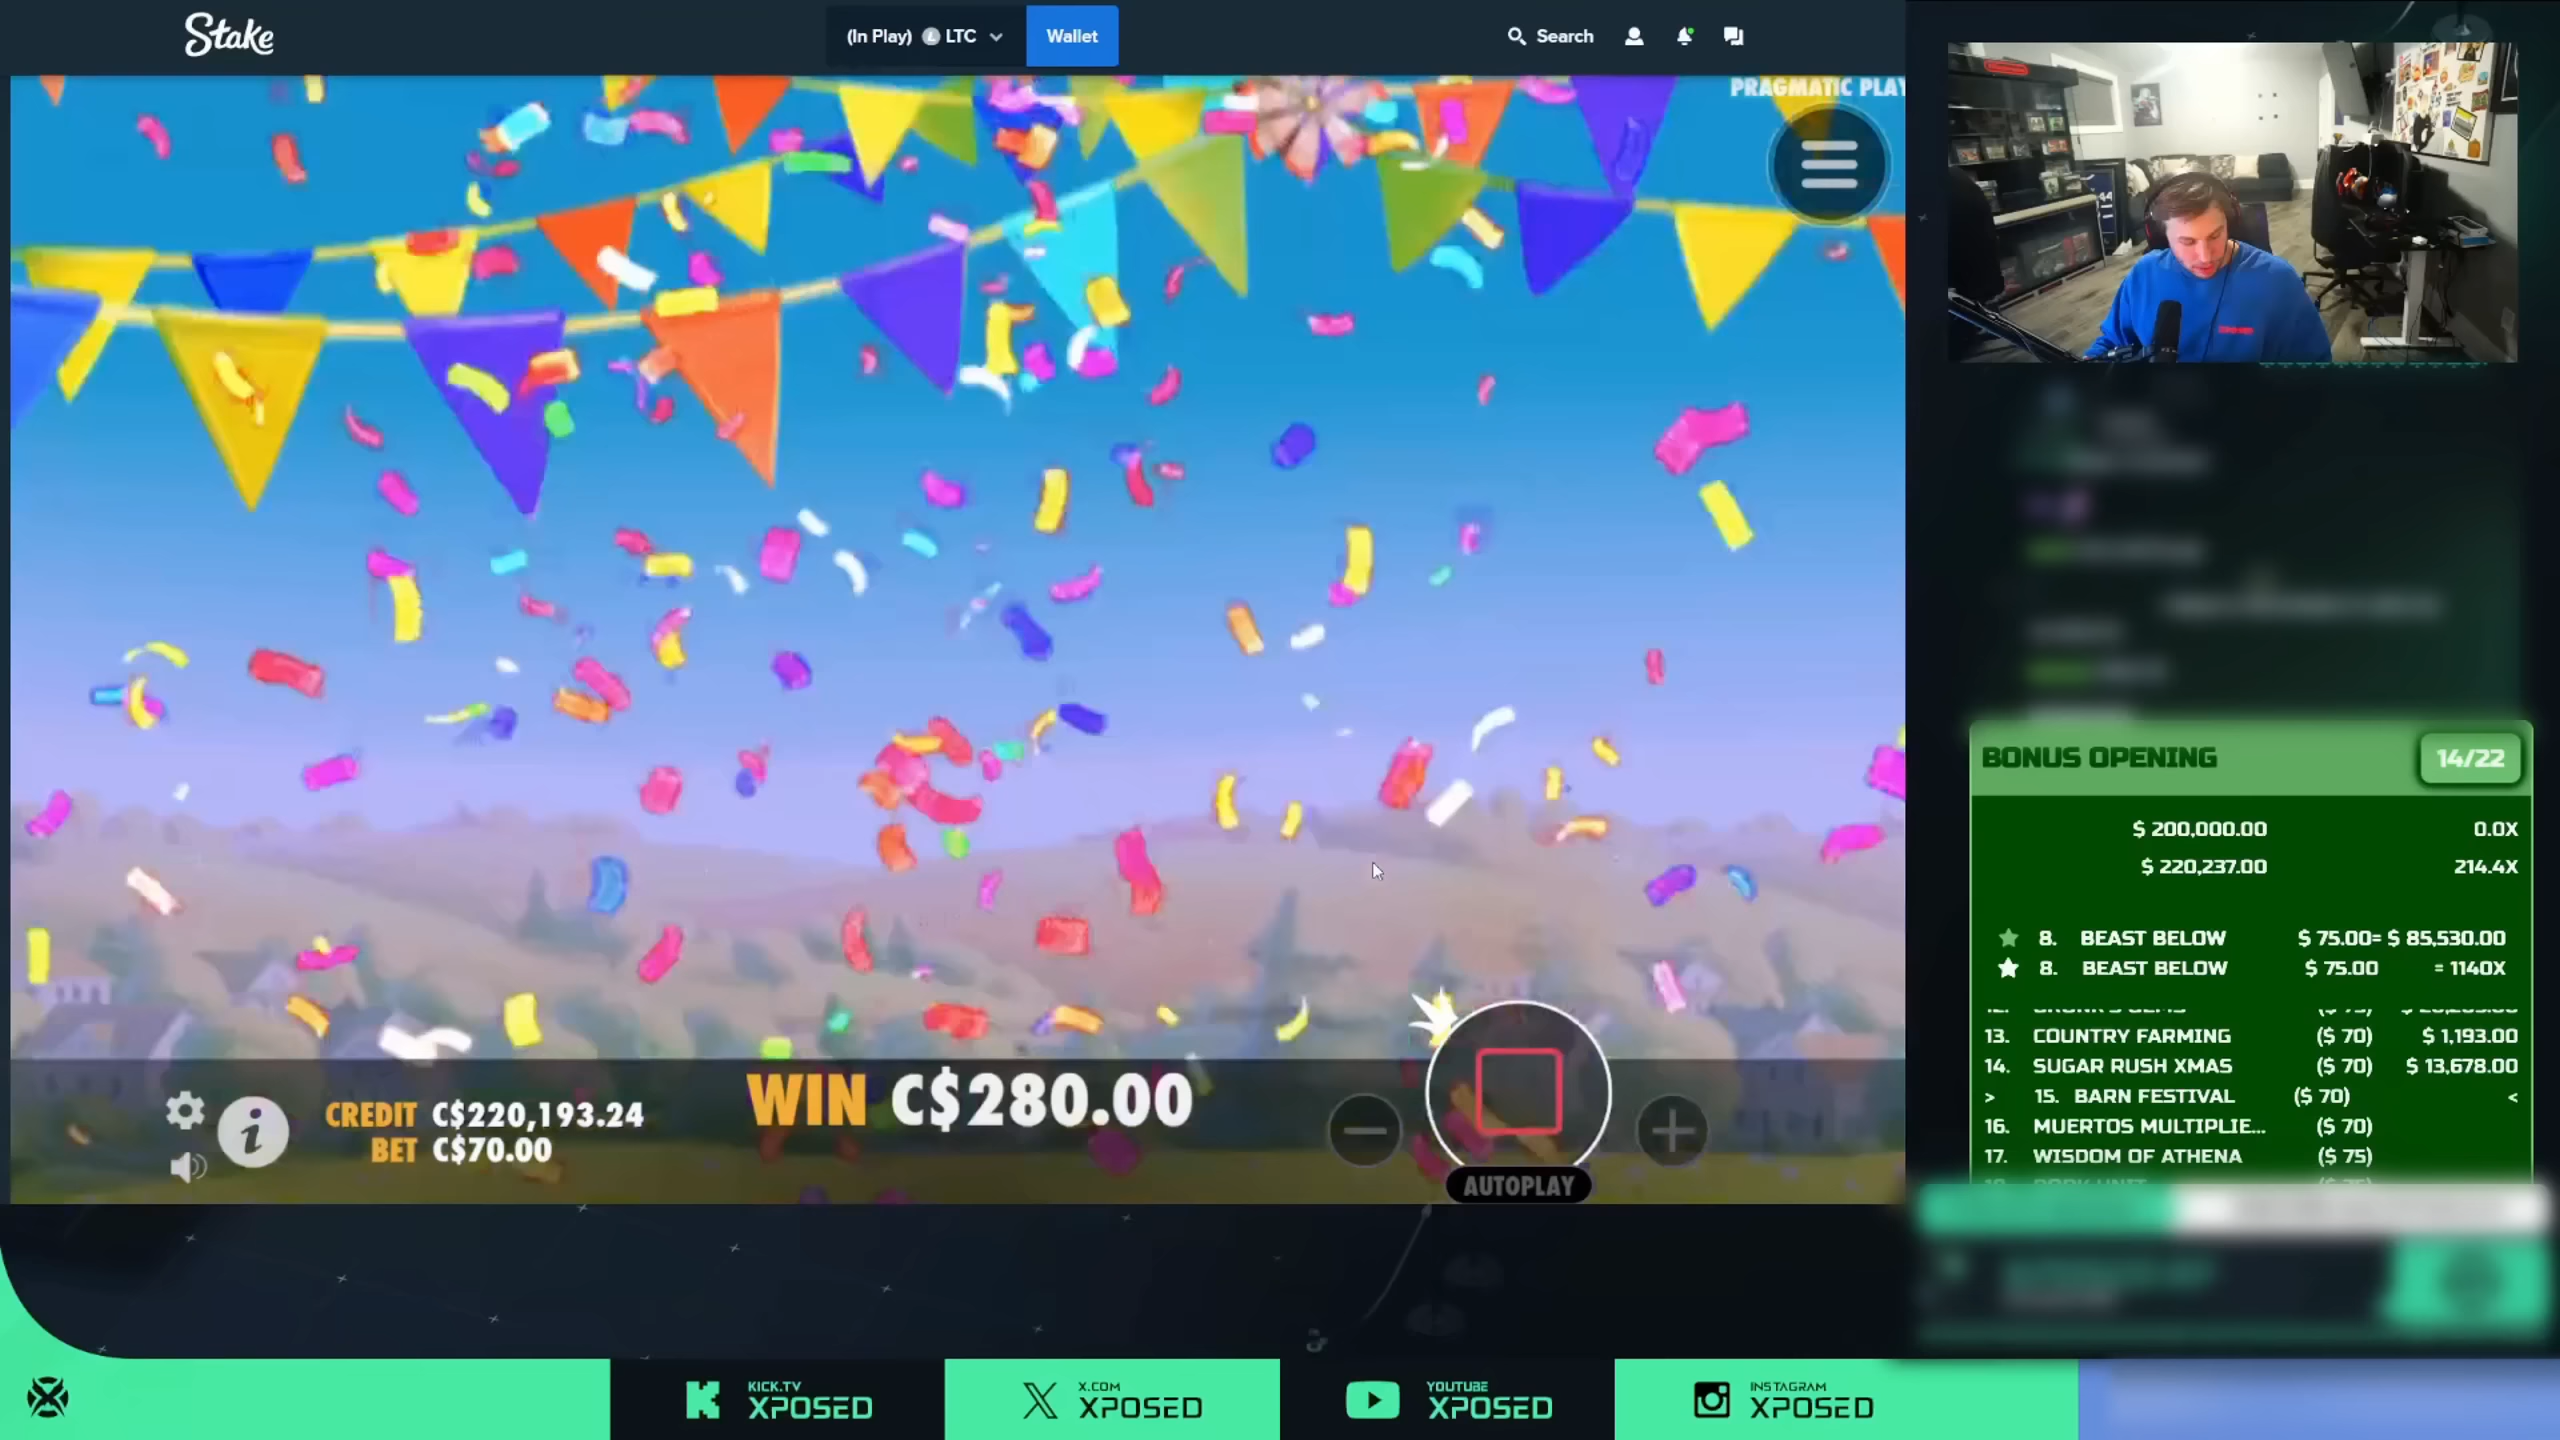 Stake
(In Play) LTC
Wallet
Search
PRAGMATIC PLAY
BONUS OPENING
14/22
$ 200,000.00 0.0X
$ 220,237.00 214.4X
8. BEAST BELOW $ 75.00= $ 85,530.00
8. BEAST BELOW $ 75.00 = 1140X
13. COUNTRY FARMING ($ 70) $ 1,193.00
14. SUGAR RUSH XMAS ($ 70) $ 13,678.00
> 15. BARN FESTIVAL ($ 70) <
16. MUERTOS MULTIPLIE... ($ 70)
17. WISDOM OF ATHENA ($ 75)
CREDIT C$220,193.24
BET C$70.00
WIN C$280.00
AUTOPLAY
KICK.TV
XPOSED
X.COM
XPOSED
YOUTUBE
XPOSED
INSTAGRAM
XPOSED